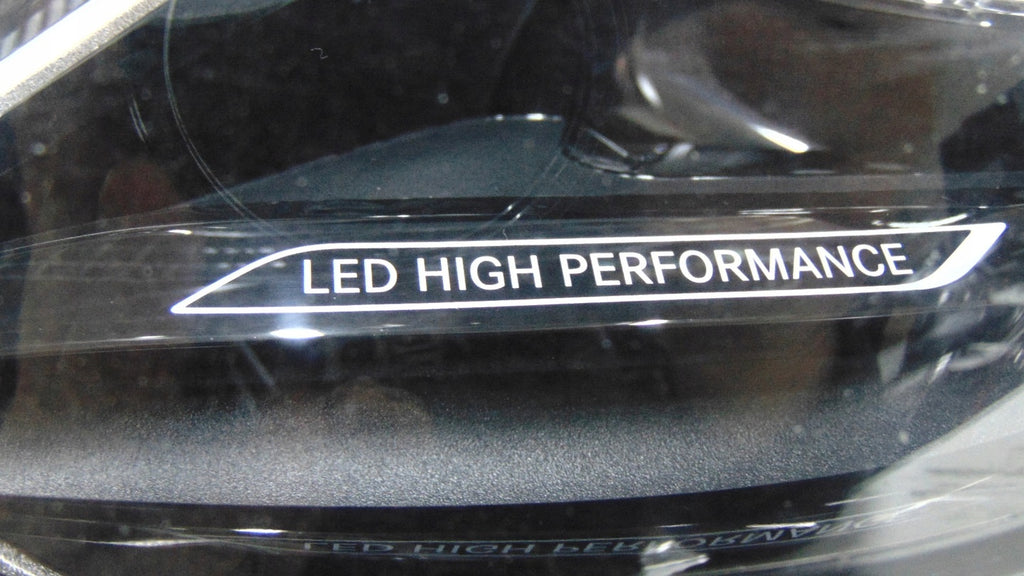 LED HIGH PERFORMANCE